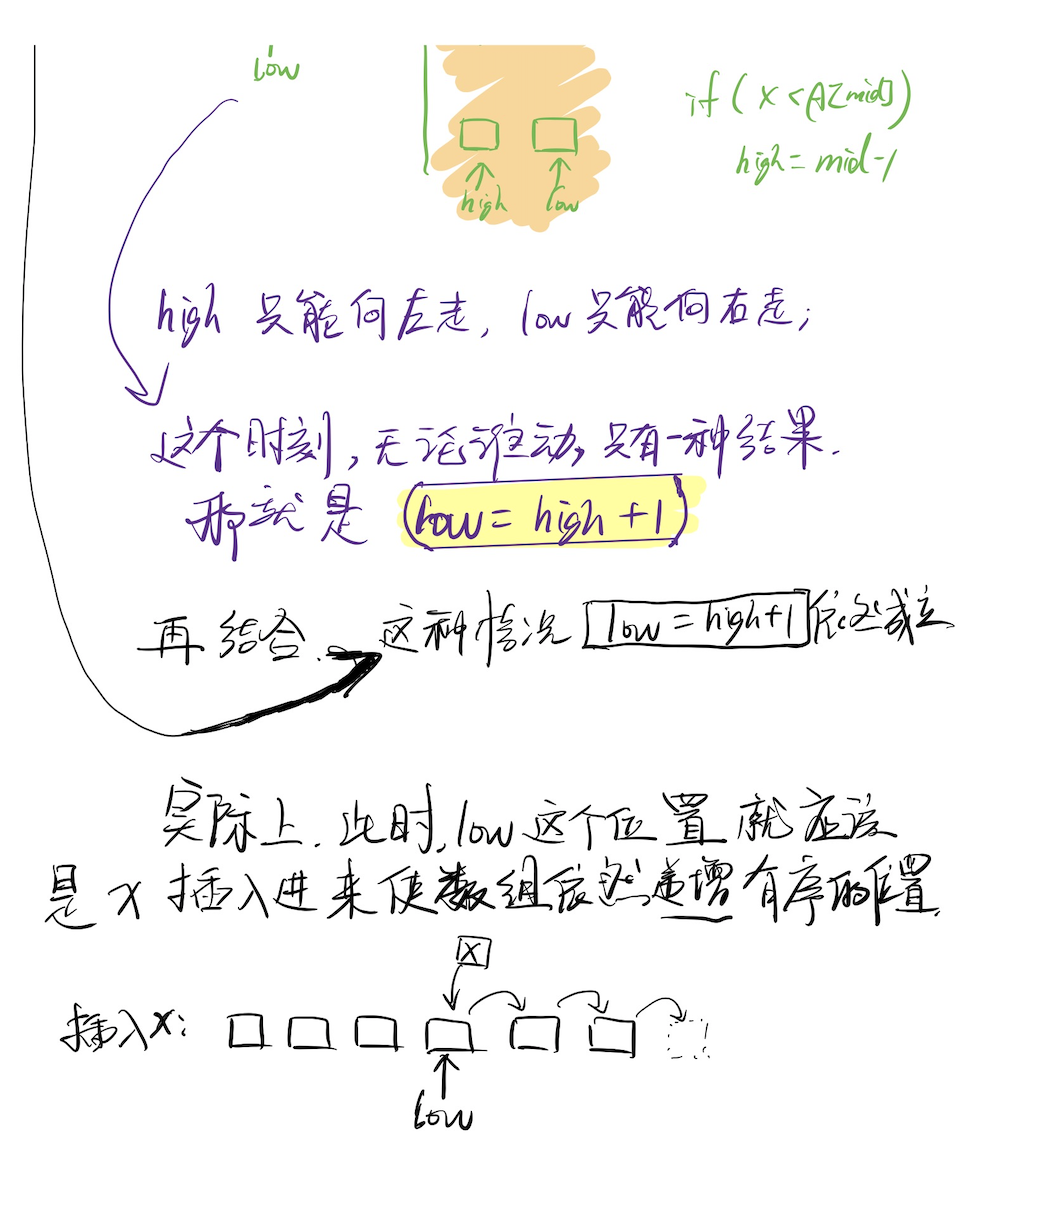 low
if (x < A[mid])
high = mid-1
high low
high 只能向左走, low 只能向右走;
这个时刻, 无论谁动, 只有一种结果.
那就是 (low = high + 1)
再结合. 这种情况 low = high+1 依然成立
实际上. 此时, low 这个位置 就应该
是 x 插入进来使数组依然递增有序的位置.
x
插入x:
low